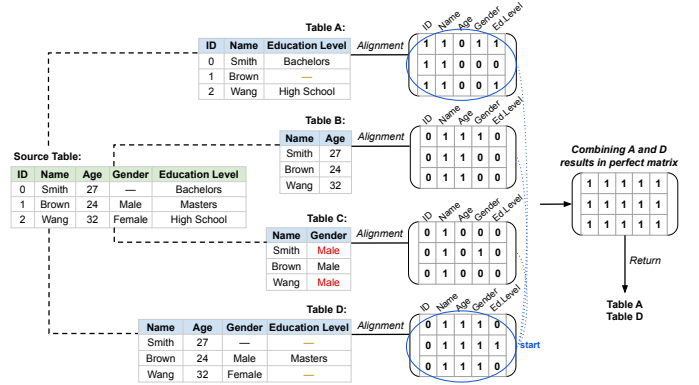 Table A:
ID Name Education Level
0 Smith Bachelors
1 Brown —
2 Wang High School
Alignment
ID Name Age Gender Ed.Level
1 1 0 1 1
1 1 0 0 0
1 1 0 0 1
Table B:
Name Age
Smith 27
Brown 24
Wang 32
Alignment
ID Name Age Gender Ed.Level
0 1 1 1 0
0 1 1 0 0
0 1 1 0 0
Source Table:
ID Name Age Gender Education Level
0 Smith 27 — Bachelors
1 Brown 24 Male Masters
2 Wang 32 Female High School
Table C:
Name Gender
Smith Male
Brown Male
Wang Male
Alignment
ID Name Age Gender Ed.Level
0 1 0 0 0
0 1 0 1 0
0 1 0 0 0
Table D:
Name Age Gender Education Level
Smith 27 — —
Brown 24 Male Masters
Wang 32 Female —
Alignment
ID Name Age Gender Ed.Level
0 1 1 1 0
0 1 1 1 1
0 1 1 1 0
start
Combining A and D
results in perfect matrix
1 1 1 1 1
1 1 1 1 1
1 1 1 1 1
Return
Table A
Table D